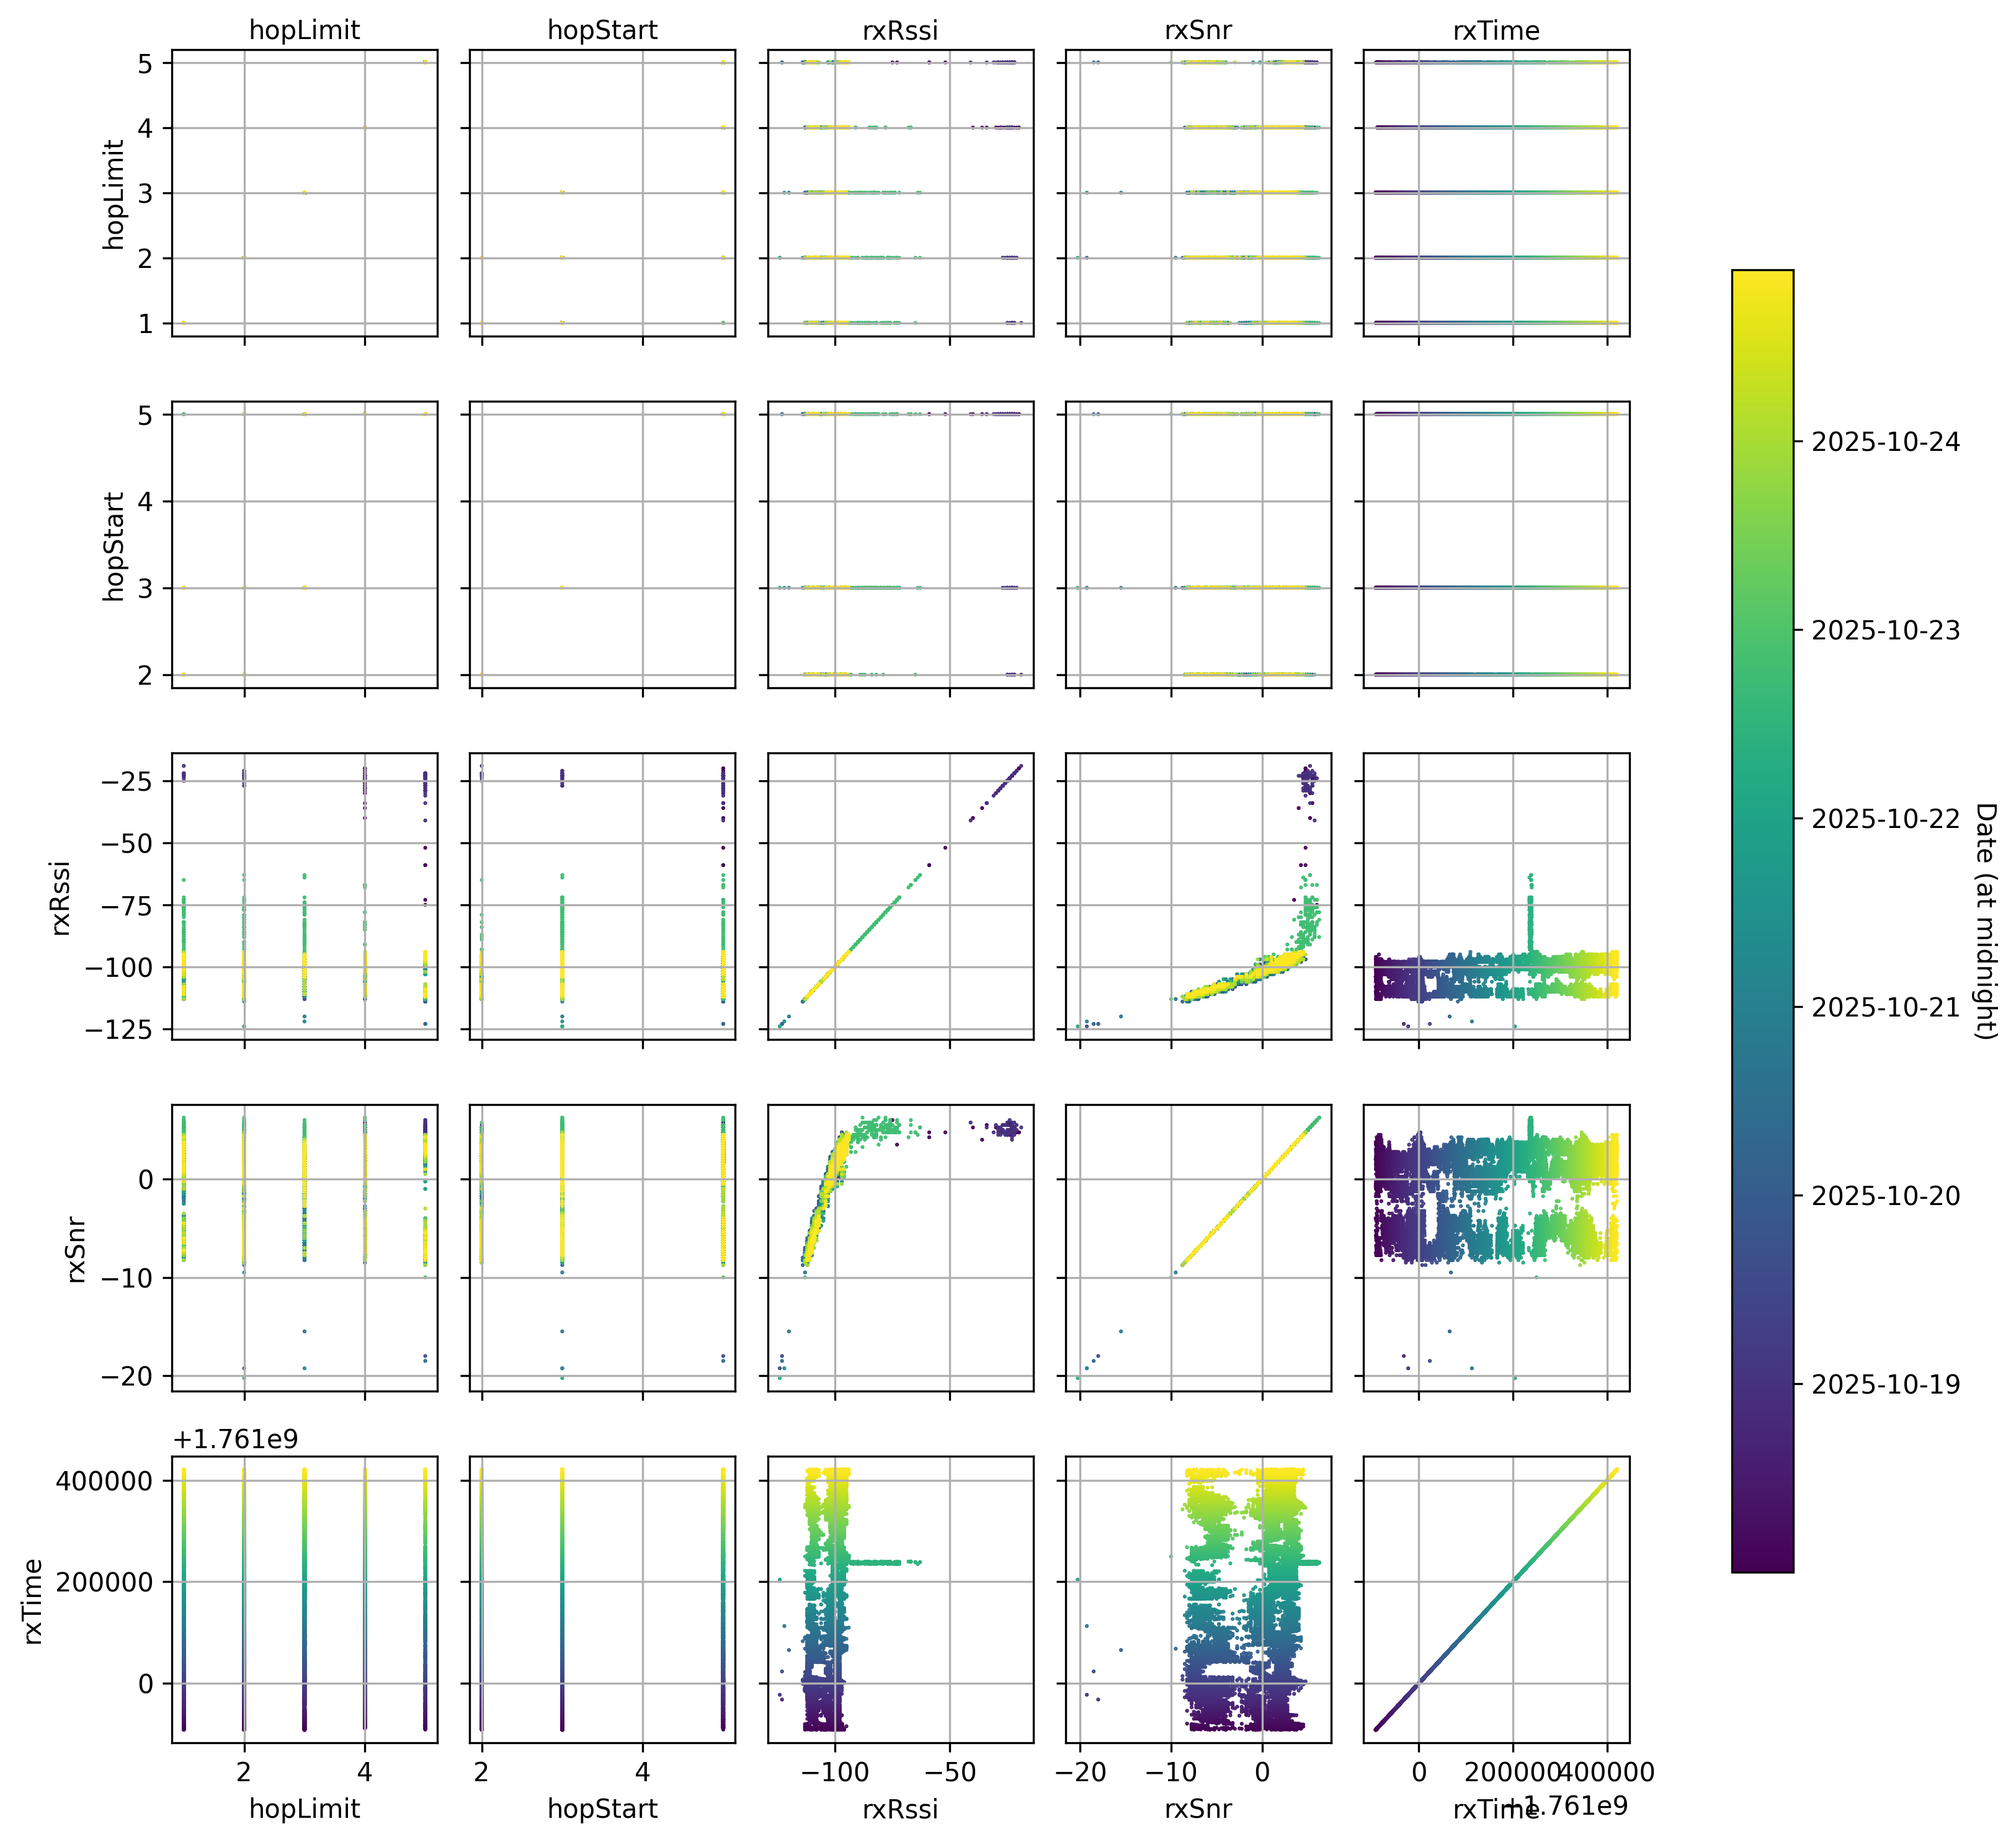 hopLimit hopStart rxRssi rxSnr rxTime
hopLimit
5
4
3
2
1
hopStart
5
4
3
2
rxRssi
−25
−50
−75
−100
−125
rxSnr
0
−10
−20
+1.761e9
rxTime
400000
200000
0
2 4 2 4 −100 −50 −20 −10 0 0 200000 400000
hopLimit hopStart rxRssi rxSnr rxTime +1.761e9
2025-10-24
2025-10-23
2025-10-22
2025-10-21
2025-10-20
2025-10-19
Date (at midnight)